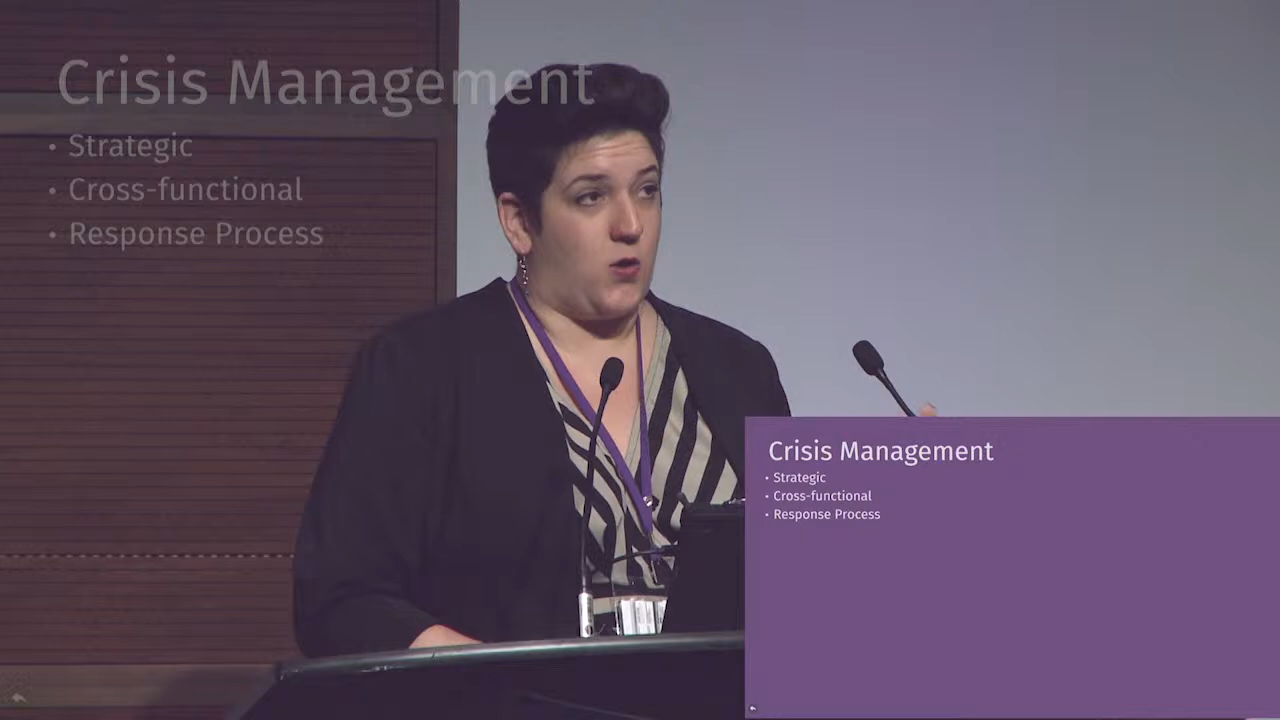 Crisis Management
• Strategic
• Cross-functional
• Response Process
Crisis Management
• Strategic
• Cross-functional
• Response Process